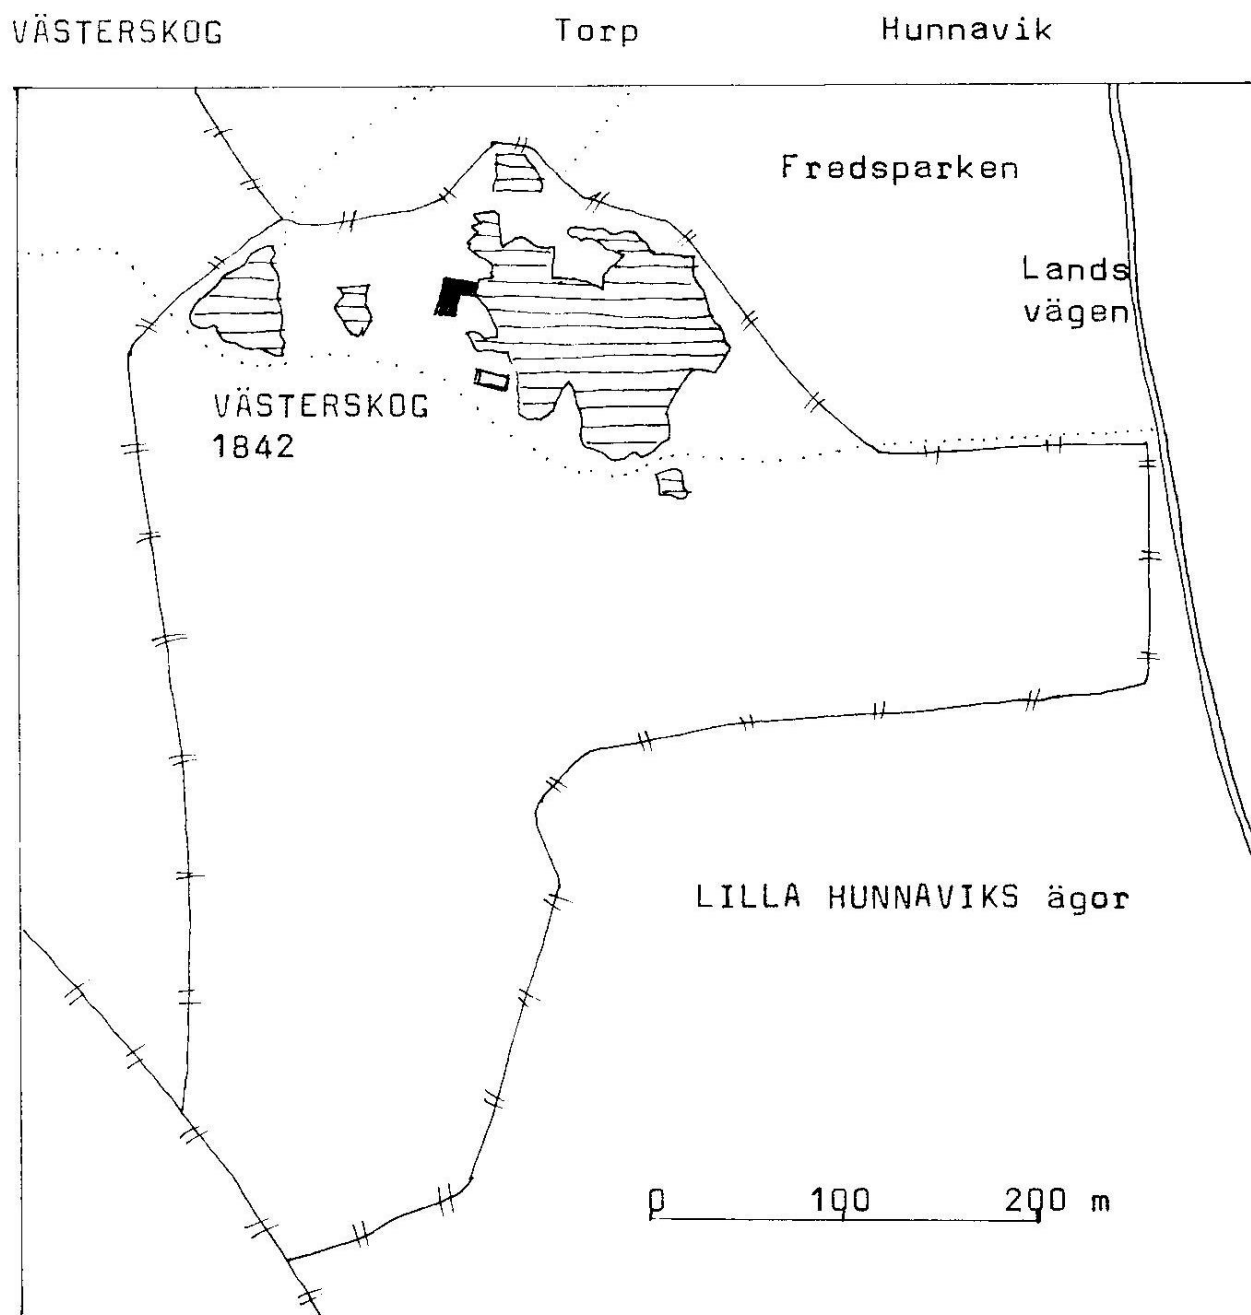 VÄSTERSKOG Torp Hunnavik
Fredsparken
Lands
vägen
VÄSTERSKOG
1842
LILLA HUNNAVIKS ägor
0 100 200 m